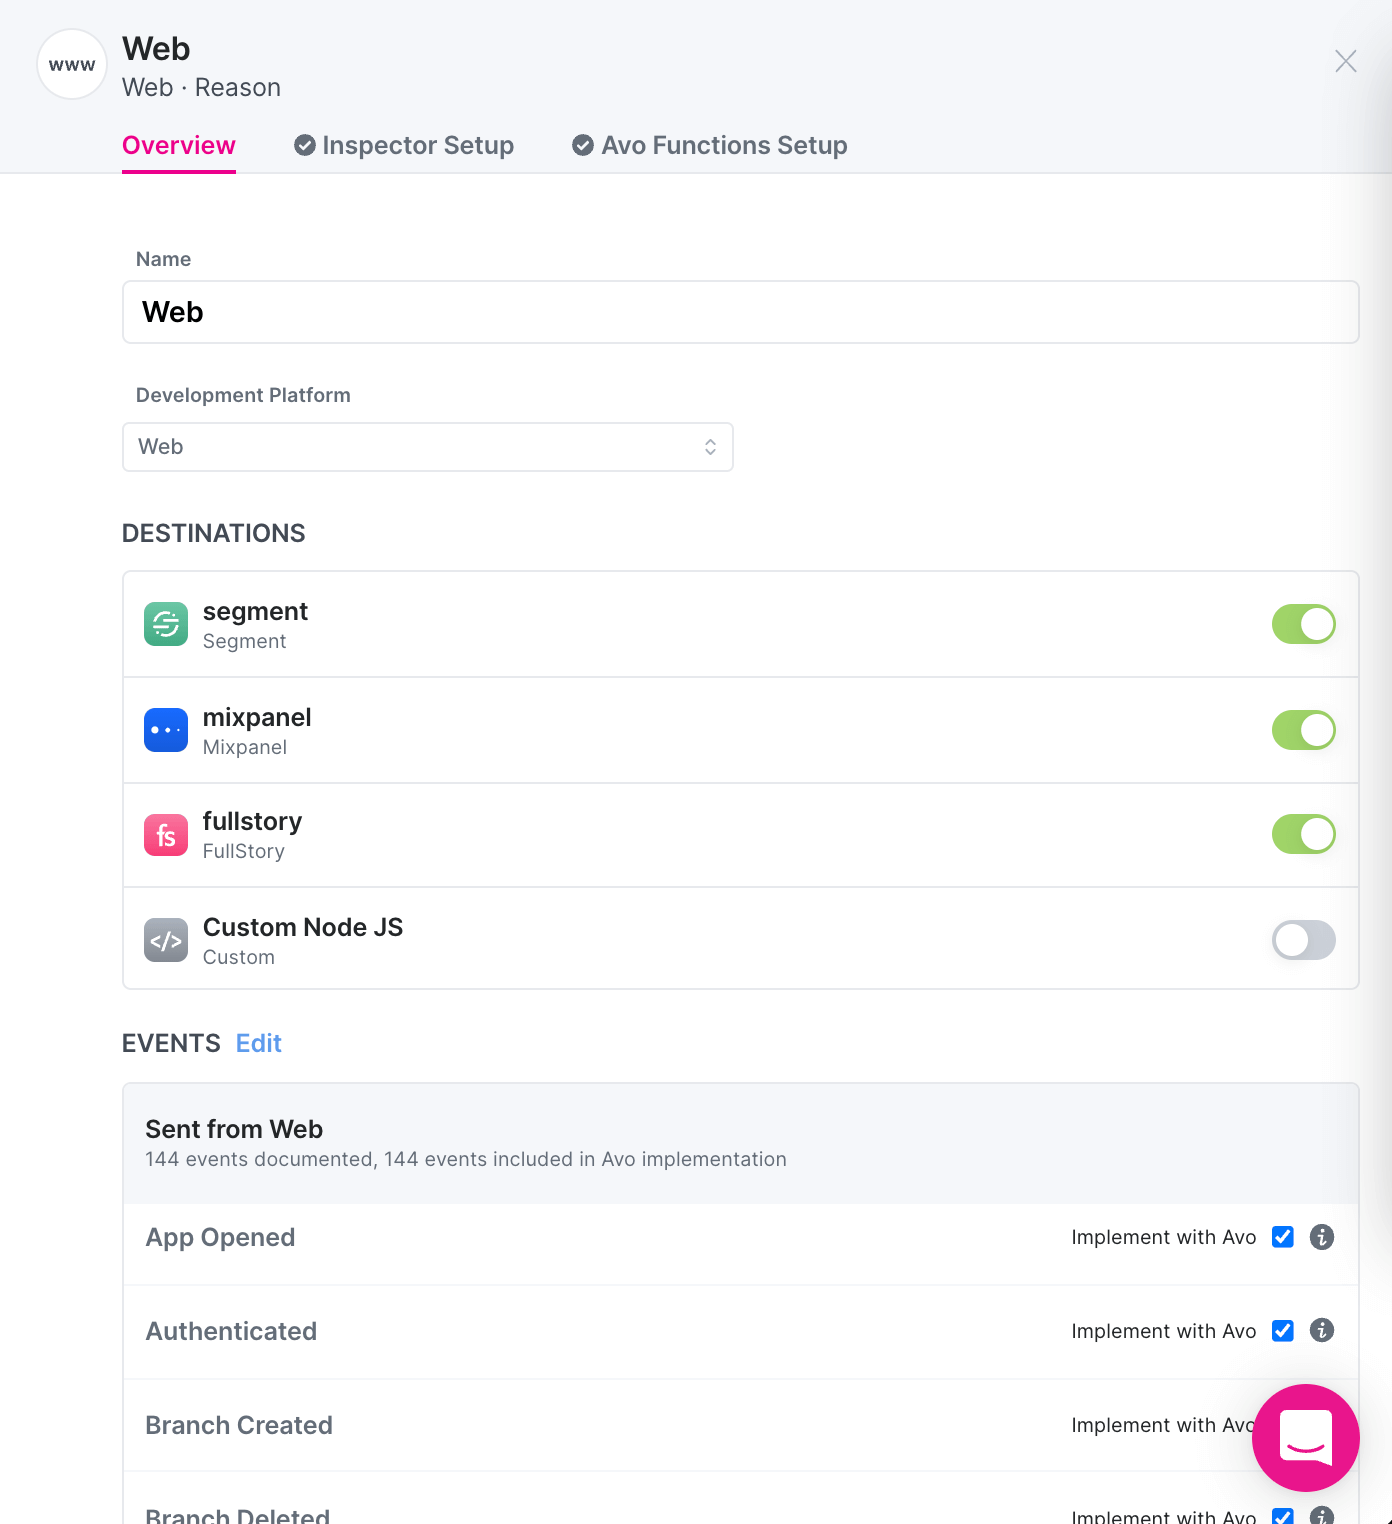 www
Web
Web · Reason
Overview
Inspector Setup
Avo Functions Setup
Name
Web
Development Platform
Web
DESTINATIONS
segment
Segment
mixpanel
Mixpanel
fs
fullstory
FullStory
</>
Custom Node JS
Custom
EVENTS Edit
Sent from Web
144 events documented, 144 events included in Avo implementation
App Opened Implement with Avo
Authenticated Implement with Avo
Branch Created Implement with Avo
Branch Deleted Implement with Avo